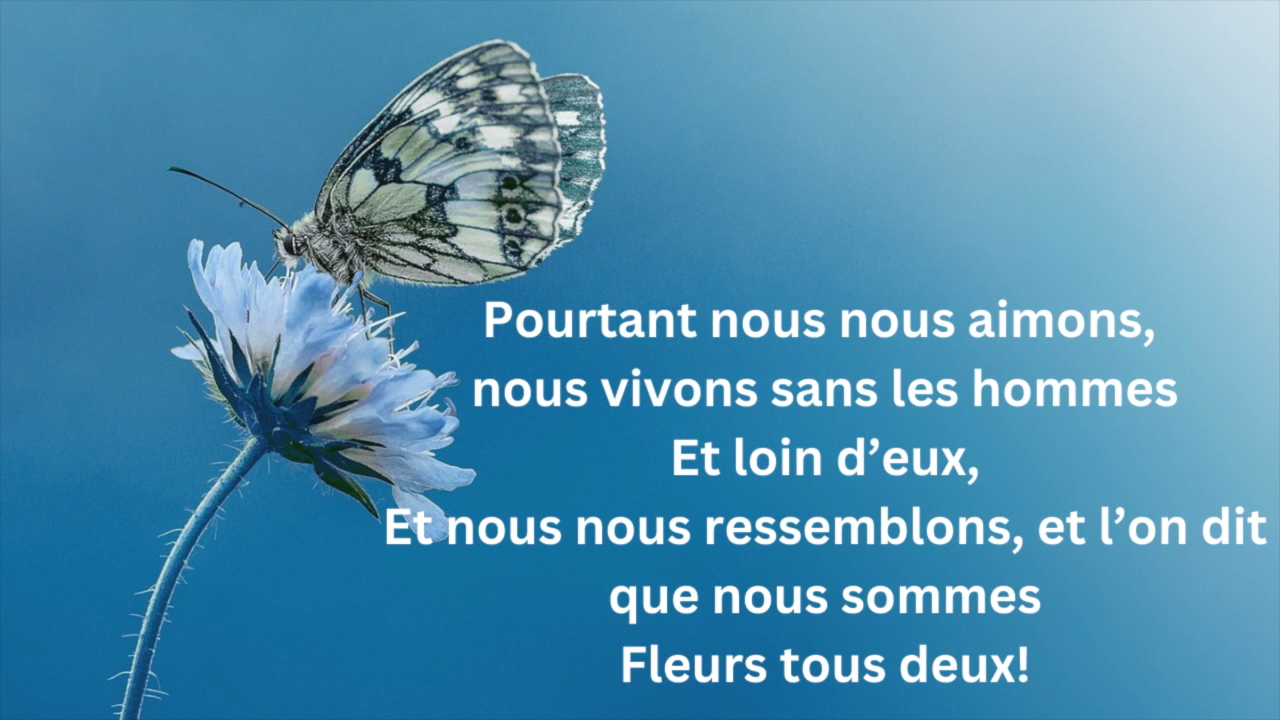 Pourtant nous nous aimons,
nous vivons sans les hommes
Et loin d’eux,
Et nous nous ressemblons, et l’on dit
que nous sommes
Fleurs tous deux!